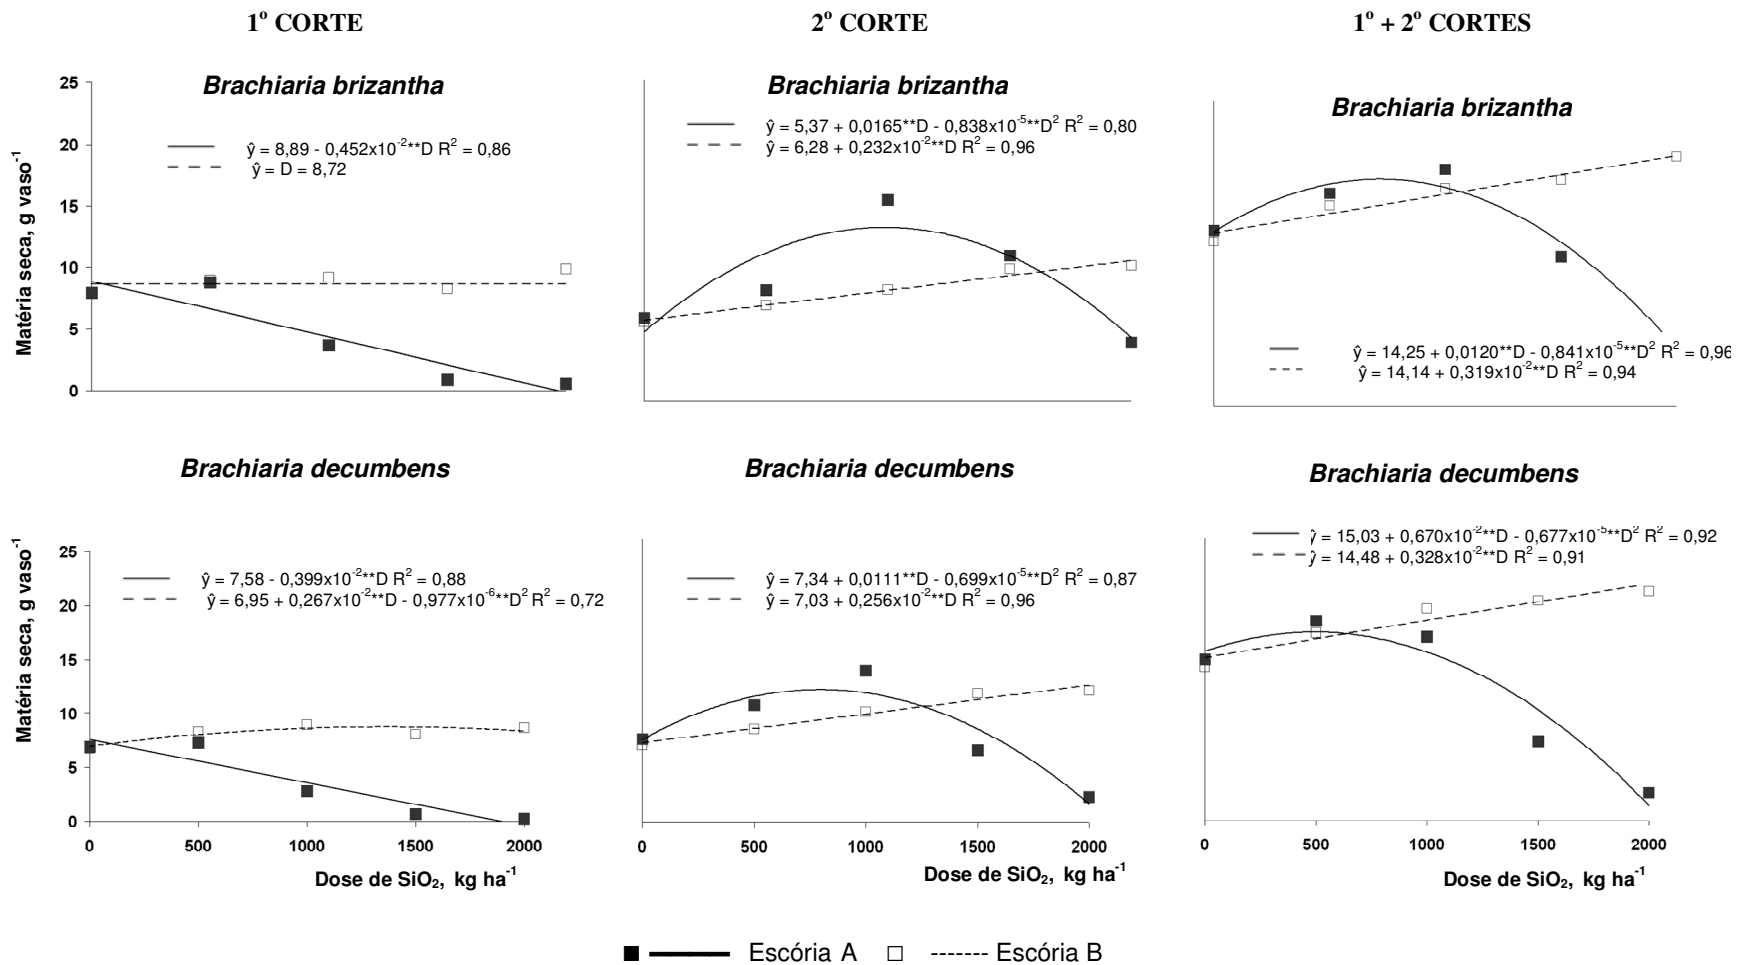 1º CORTE
2º CORTE
1º + 2º CORTES
Brachiaria brizantha
ŷ = 8,89 - 0,452x10⁻²**D R² = 0,86
ŷ = D = 8,72
25
20
15
10
5
0
Matéria seca, g vaso⁻¹
Brachiaria brizantha
ŷ = 5,37 + 0,0165**D - 0,838x10⁻⁵**D² R² = 0,80
ŷ = 6,28 + 0,232x10⁻²**D R² = 0,96
Brachiaria brizantha
ŷ = 14,25 + 0,0120**D - 0,841x10⁻⁵**D² R² = 0,96
ŷ = 14,14 + 0,319x10⁻²**D R² = 0,94
Brachiaria decumbens
ŷ = 7,58 - 0,399x10⁻²**D R² = 0,88
ŷ = 6,95 + 0,267x10⁻²**D - 0,977x10⁻⁶**D² R² = 0,72
25
20
15
10
5
0
Matéria seca, g vaso⁻¹
0 500 1000 1500 2000
Dose de SiO₂, kg ha⁻¹
Brachiaria decumbens
ŷ = 7,34 + 0,0111**D - 0,699x10⁻⁵**D² R² = 0,87
ŷ = 7,03 + 0,256x10⁻²**D R² = 0,96
0 500 1000 1500 2000
Dose de SiO₂, kg ha⁻¹
Brachiaria decumbens
ŷ = 15,03 + 0,670x10⁻²**D - 0,677x10⁻⁵**D² R² = 0,92
ŷ = 14,48 + 0,328x10⁻²**D R² = 0,91
0 500 1000 1500 2000
Dose de SiO₂, kg ha⁻¹
Escória A Escória B